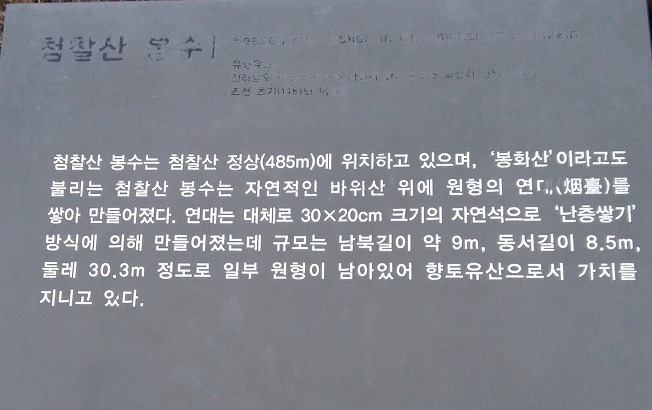 첨찰산 봉수
유형구분
조선 초기
첨찰산 봉수는 첨찰산 정상(485m)에 위치하고 있으며, ‘봉화산’이라고도
불리는 첨찰산 봉수는 자연적인 바위산 위에 원형의 연대(烟臺)를
쌓아 만들어졌다. 연대는 대체로 30×20cm 크기의 자연석으로 ‘난층쌓기’
방식에 의해 만들어졌는데 규모는 남북길이 약 9m, 동서길이 8.5m,
둘레 30.3m 정도로 일부 원형이 남아있어 향토유산으로서 가치를
지니고 있다.